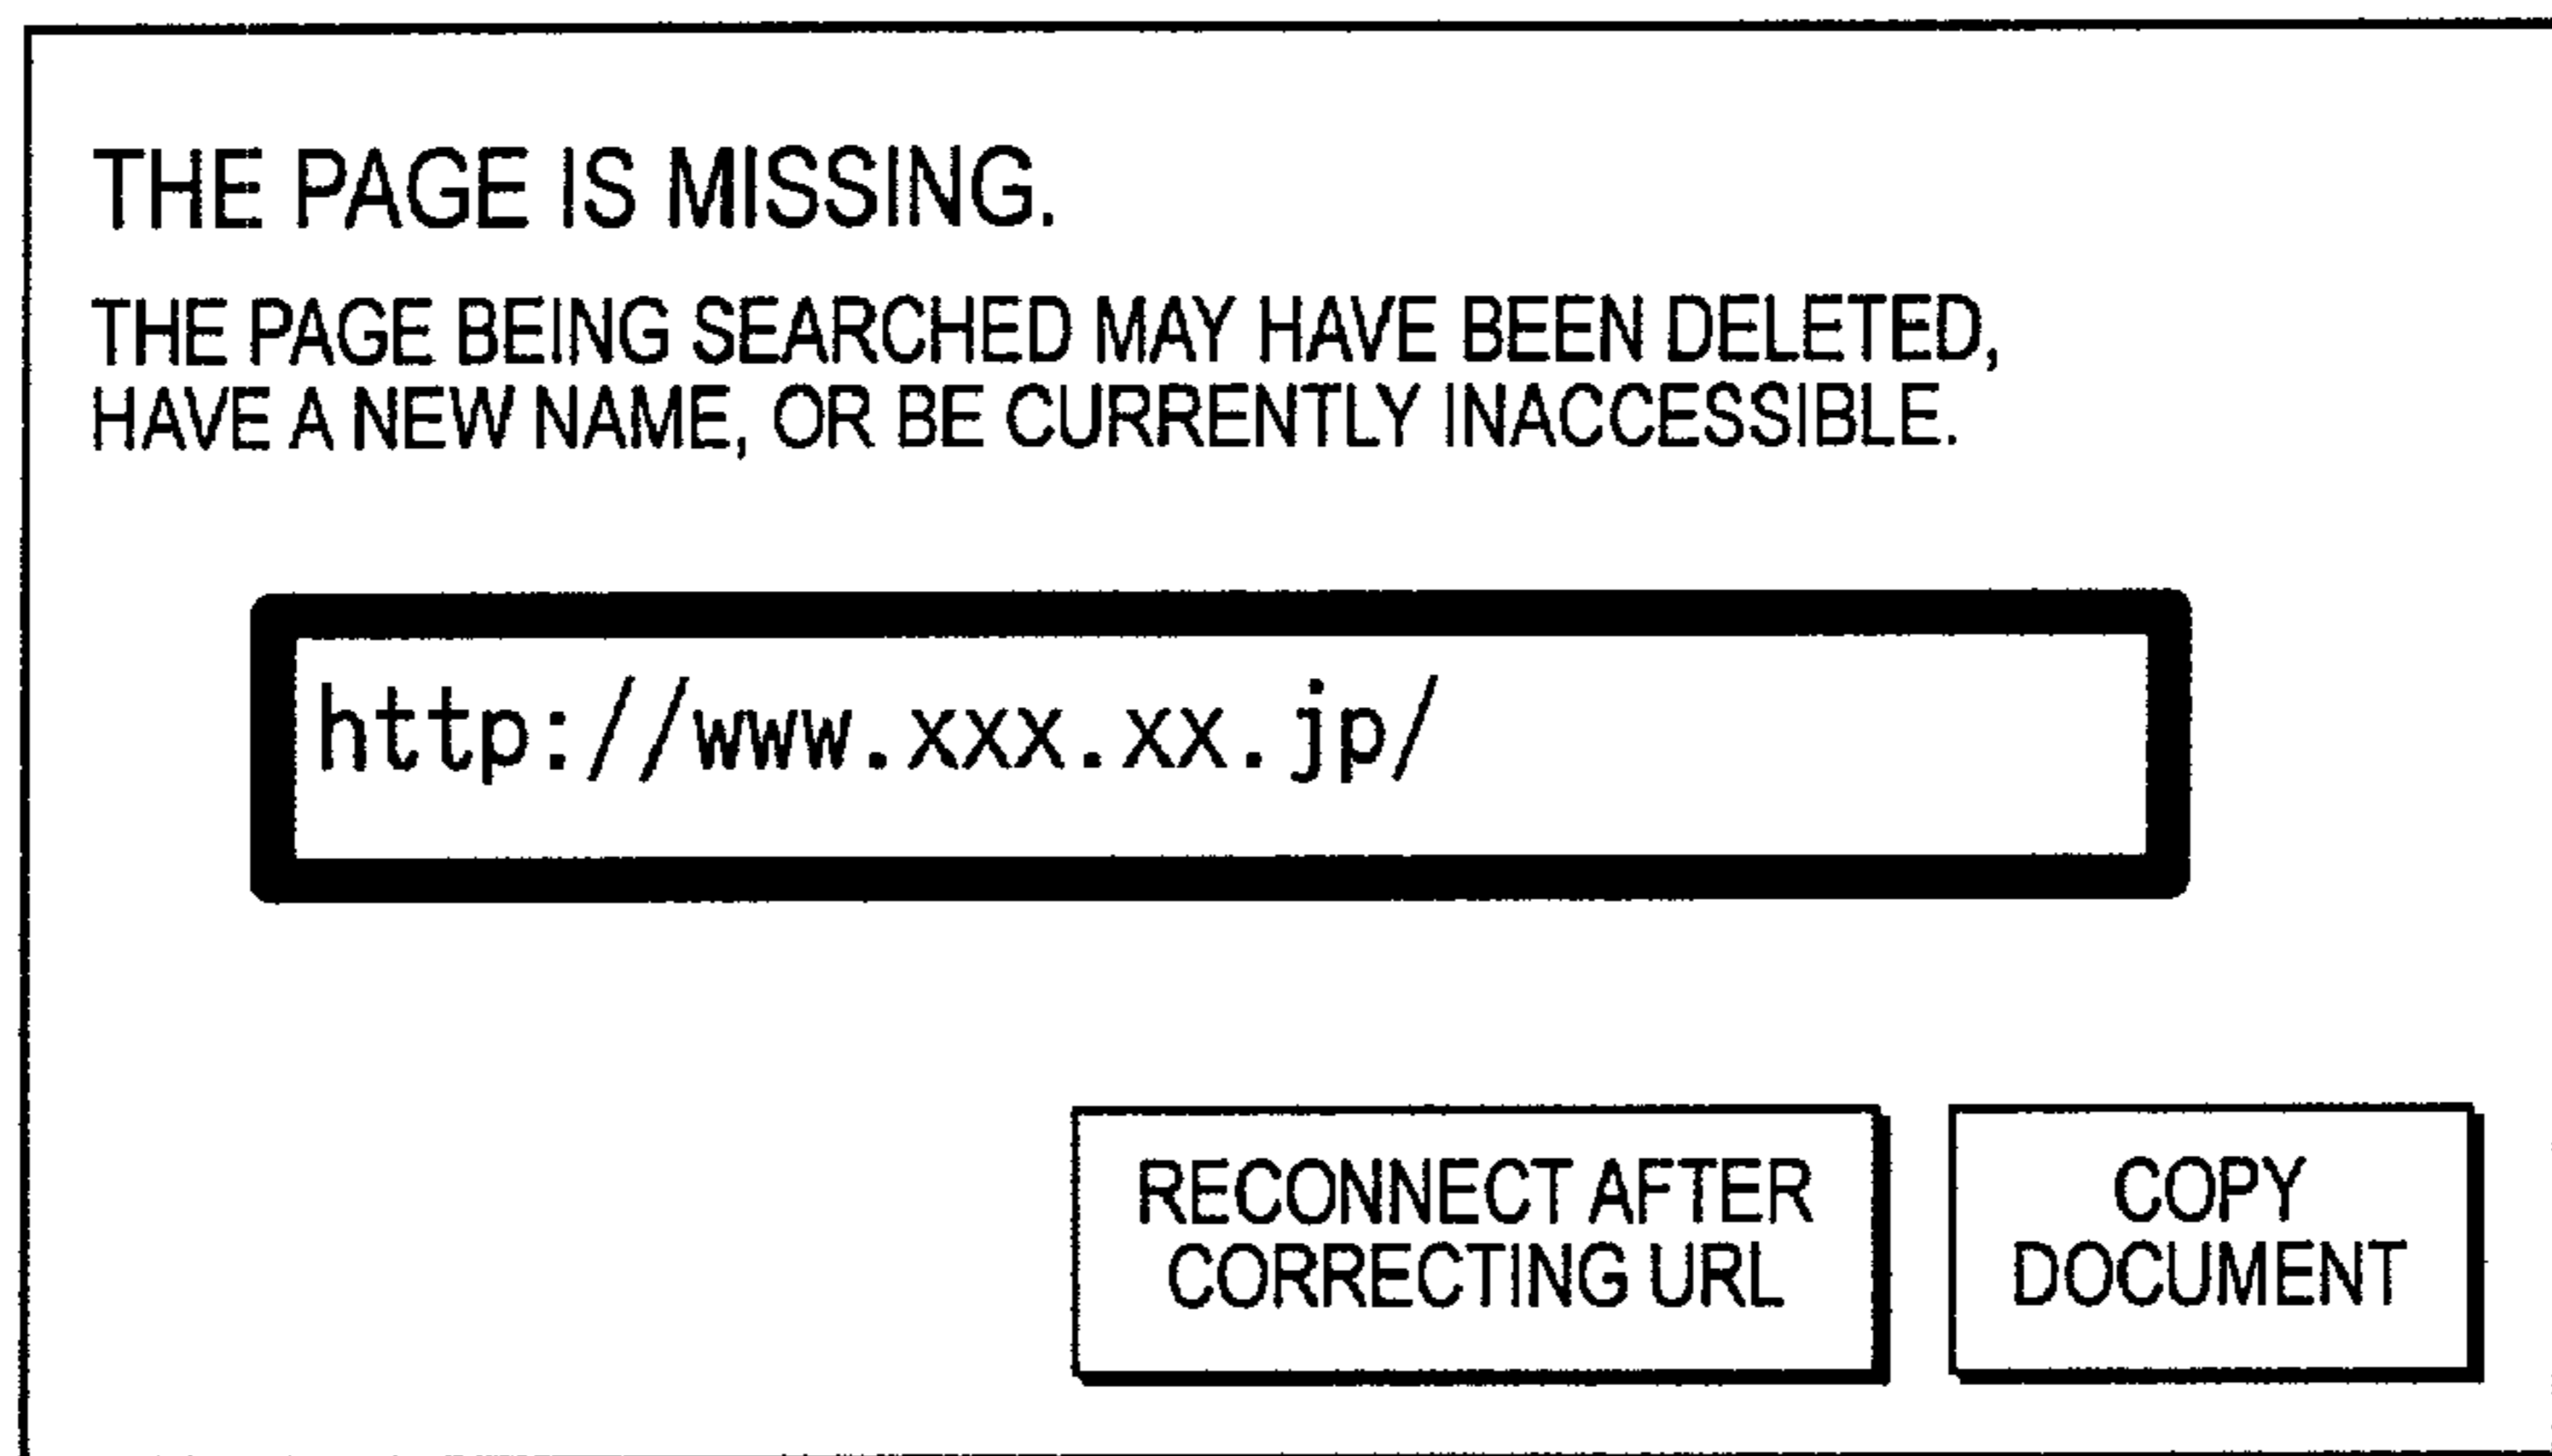 THE PAGE IS MISSING.
THE PAGE BEING SEARCHED MAY HAVE BEEN DELETED,
HAVE A NEW NAME, OR BE CURRENTLY INACCESSIBLE.
http://www.xxx.xx.jp/
RECONNECT AFTER
CORRECTING URL
COPY
DOCUMENT